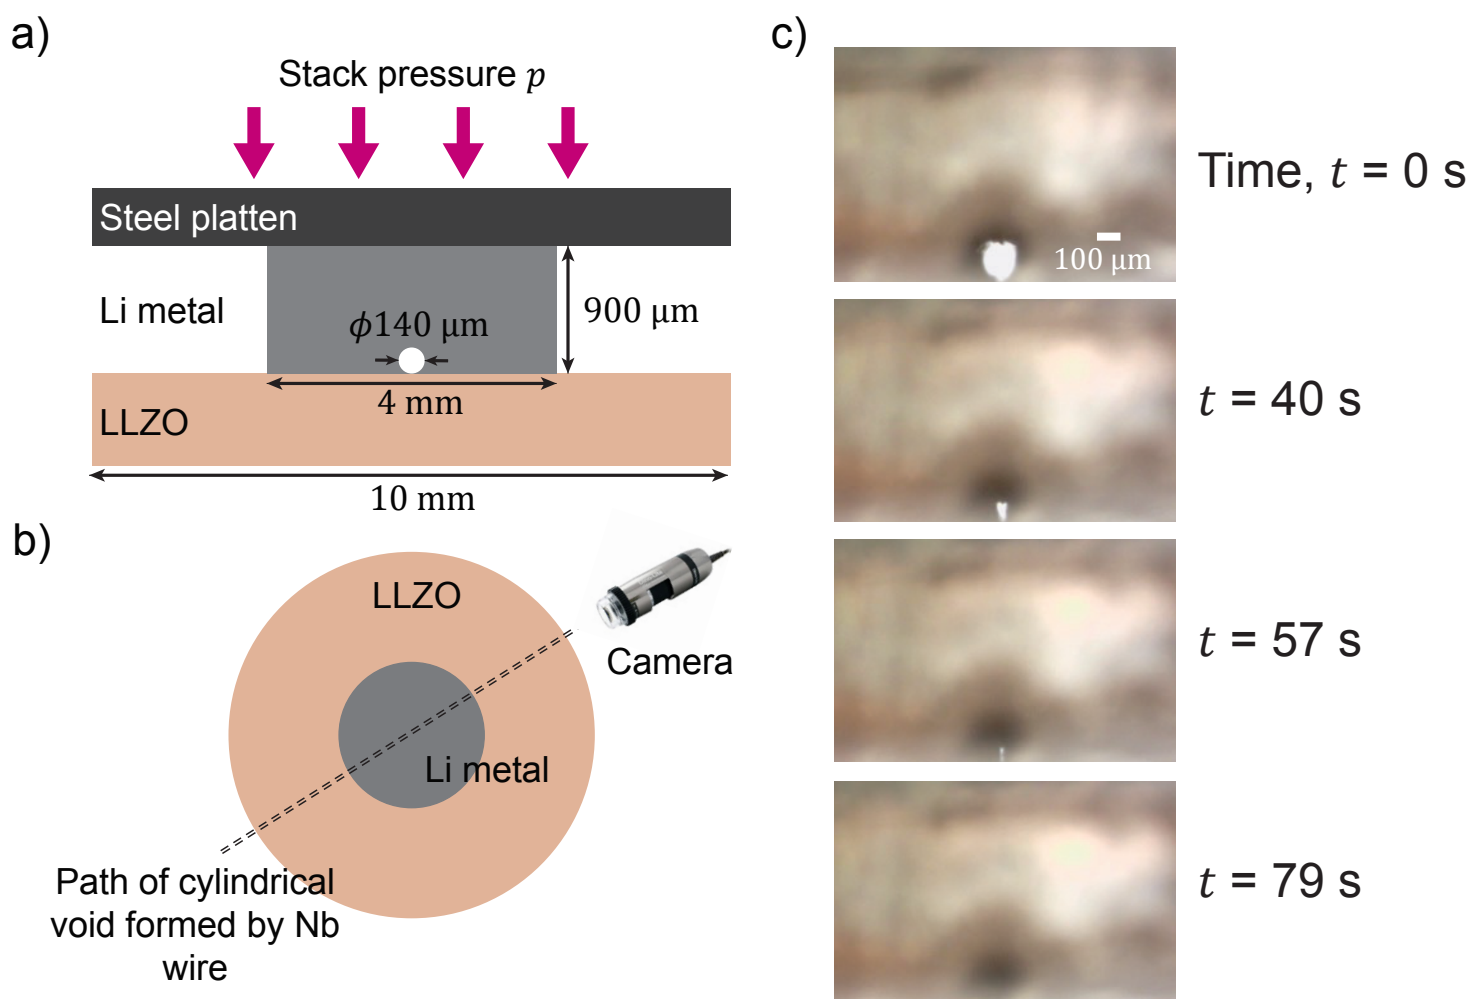 a)
Stack pressure p
Steel platten
Li metal
ϕ140 μm
900 μm
4 mm
LLZO
10 mm
b)
LLZO
Camera
Li metal
Path of cylindrical
void formed by Nb
wire
c)
100 μm
Time, t = 0 s
t = 40 s
t = 57 s
t = 79 s